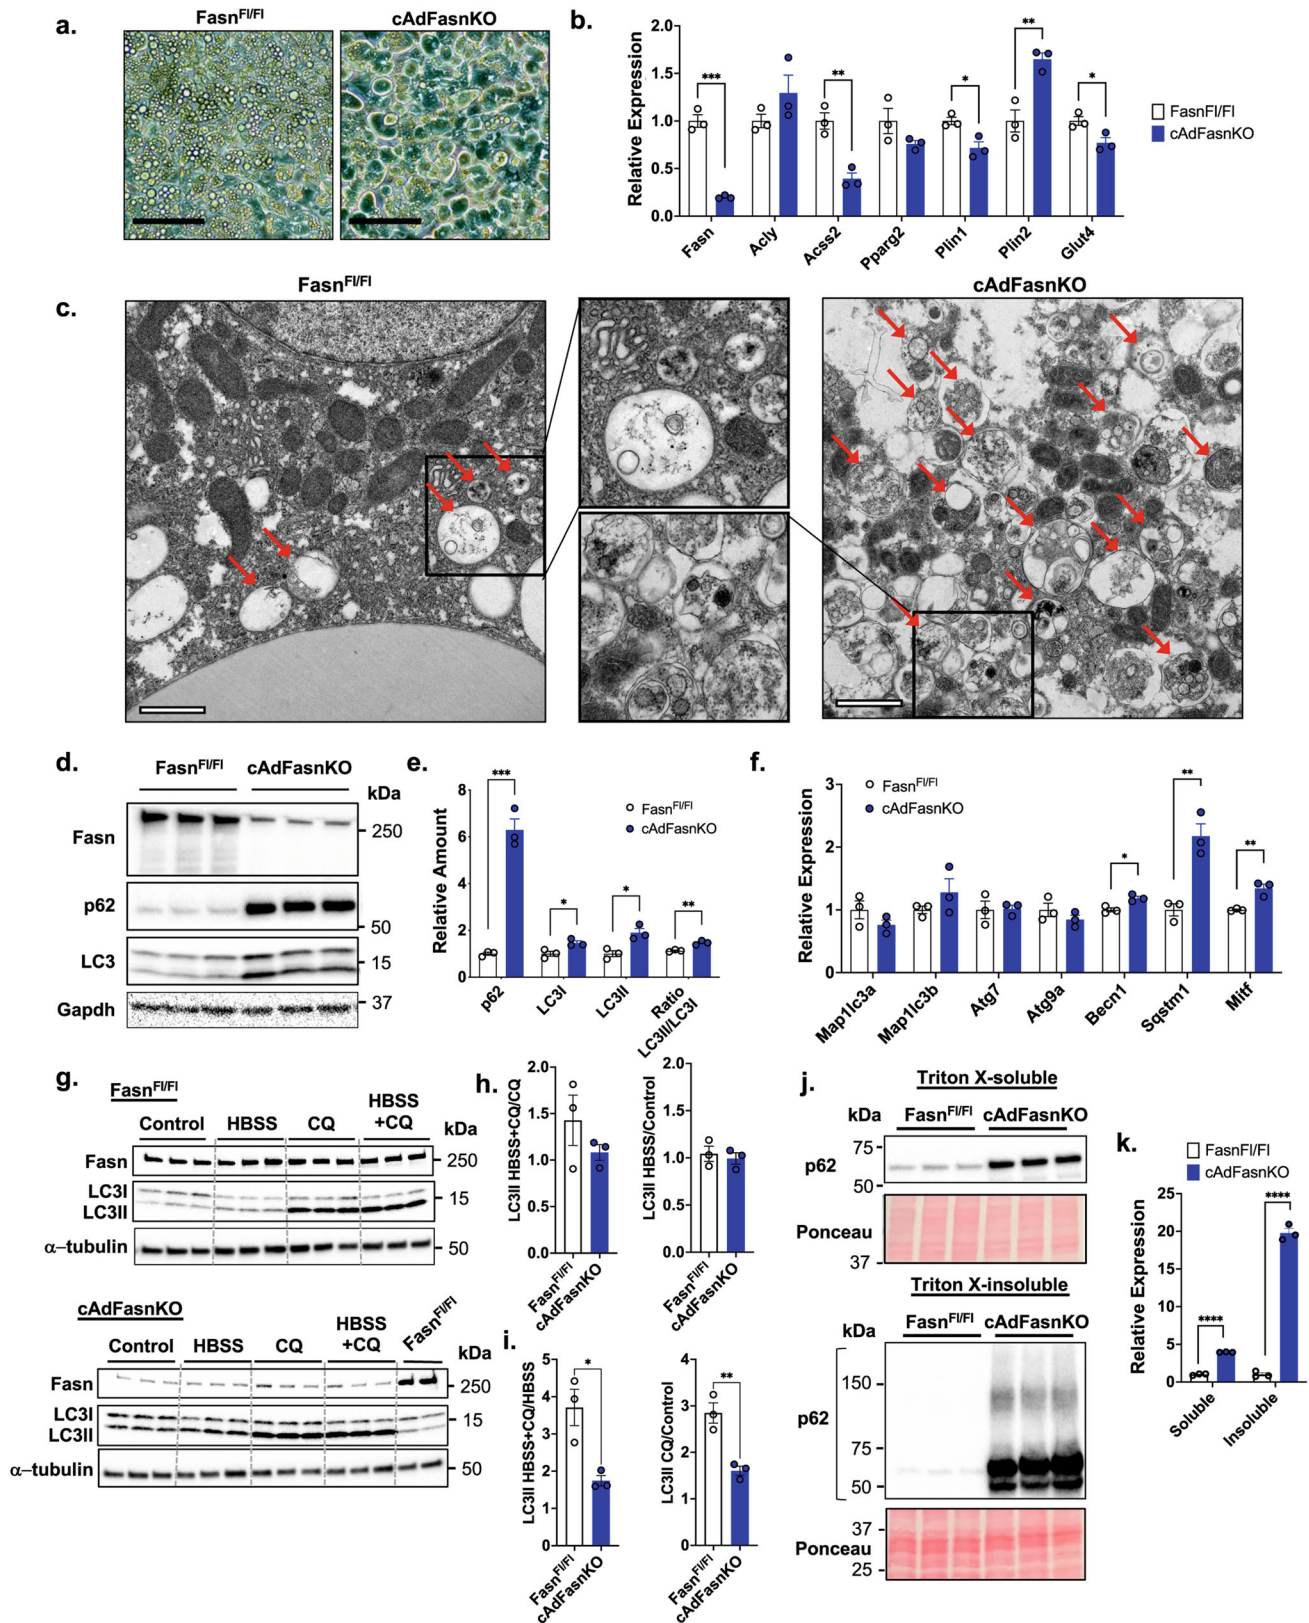 a.
Fasn^Fl/Fl
cAdFasnKO
b.
Relative Expression
2.0
1.5
1.0
0.5
0.0
***
**
*
**
*
Fasn
Acly
Acss2
Pparg2
Plin1
Plin2
Glut4
FasnFl/Fl
cAdFasnKO
c.
Fasn^Fl/Fl
cAdFasnKO
d.
Fasn^Fl/Fl
cAdFasnKO
kDa
Fasn
250
p62
50
LC3
15
Gapdh
37
e.
Relative Amount
8
6
4
2
0
***
*
*
**
Fasn^Fl/Fl
cAdFasnKO
p62
LC3I
LC3II
Ratio
LC3II/LC3I
f.
Relative Expression
3
2
1
0
Fasn^Fl/Fl
cAdFasnKO
*
**
**
Map1lc3a
Map1lc3b
Atg7
Atg9a
Becn1
Sqstm1
Mitf
g.
Fasn^Fl/Fl
Control
HBSS
CQ
HBSS
+CQ
kDa
Fasn
250
LC3I
15
LC3II
α-tubulin
50
cAdFasnKO
Control
HBSS
CQ
HBSS
+CQ
Fasn^Fl/Fl
kDa
Fasn
250
LC3I
15
LC3II
α-tubulin
50
h.
LC3II HBSS+CQ/CQ
2.0
1.5
1.0
0.5
0.0
Fasn^Fl/Fl
cAdFasnKO
LC3II HBSS/Control
2.0
1.5
1.0
0.5
0.0
Fasn^Fl/Fl
cAdFasnKO
i.
LC3II HBSS+CQ/HBSS
5
4
3
2
1
0
*
Fasn^Fl/Fl
cAdFasnKO
LC3II CQ/Control
4
3
2
1
0
**
Fasn^Fl/Fl
cAdFasnKO
j.
Triton X-soluble
kDa
Fasn^Fl/Fl
cAdFasnKO
75
p62
50
Ponceau
37
Triton X-insoluble
kDa
Fasn^Fl/Fl
cAdFasnKO
150
p62
75
50
37
Ponceau
25
k.
FasnFl/Fl
cAdFasnKO
Relative Expression
25
20
15
10
5
0
****
****
Soluble
Insoluble